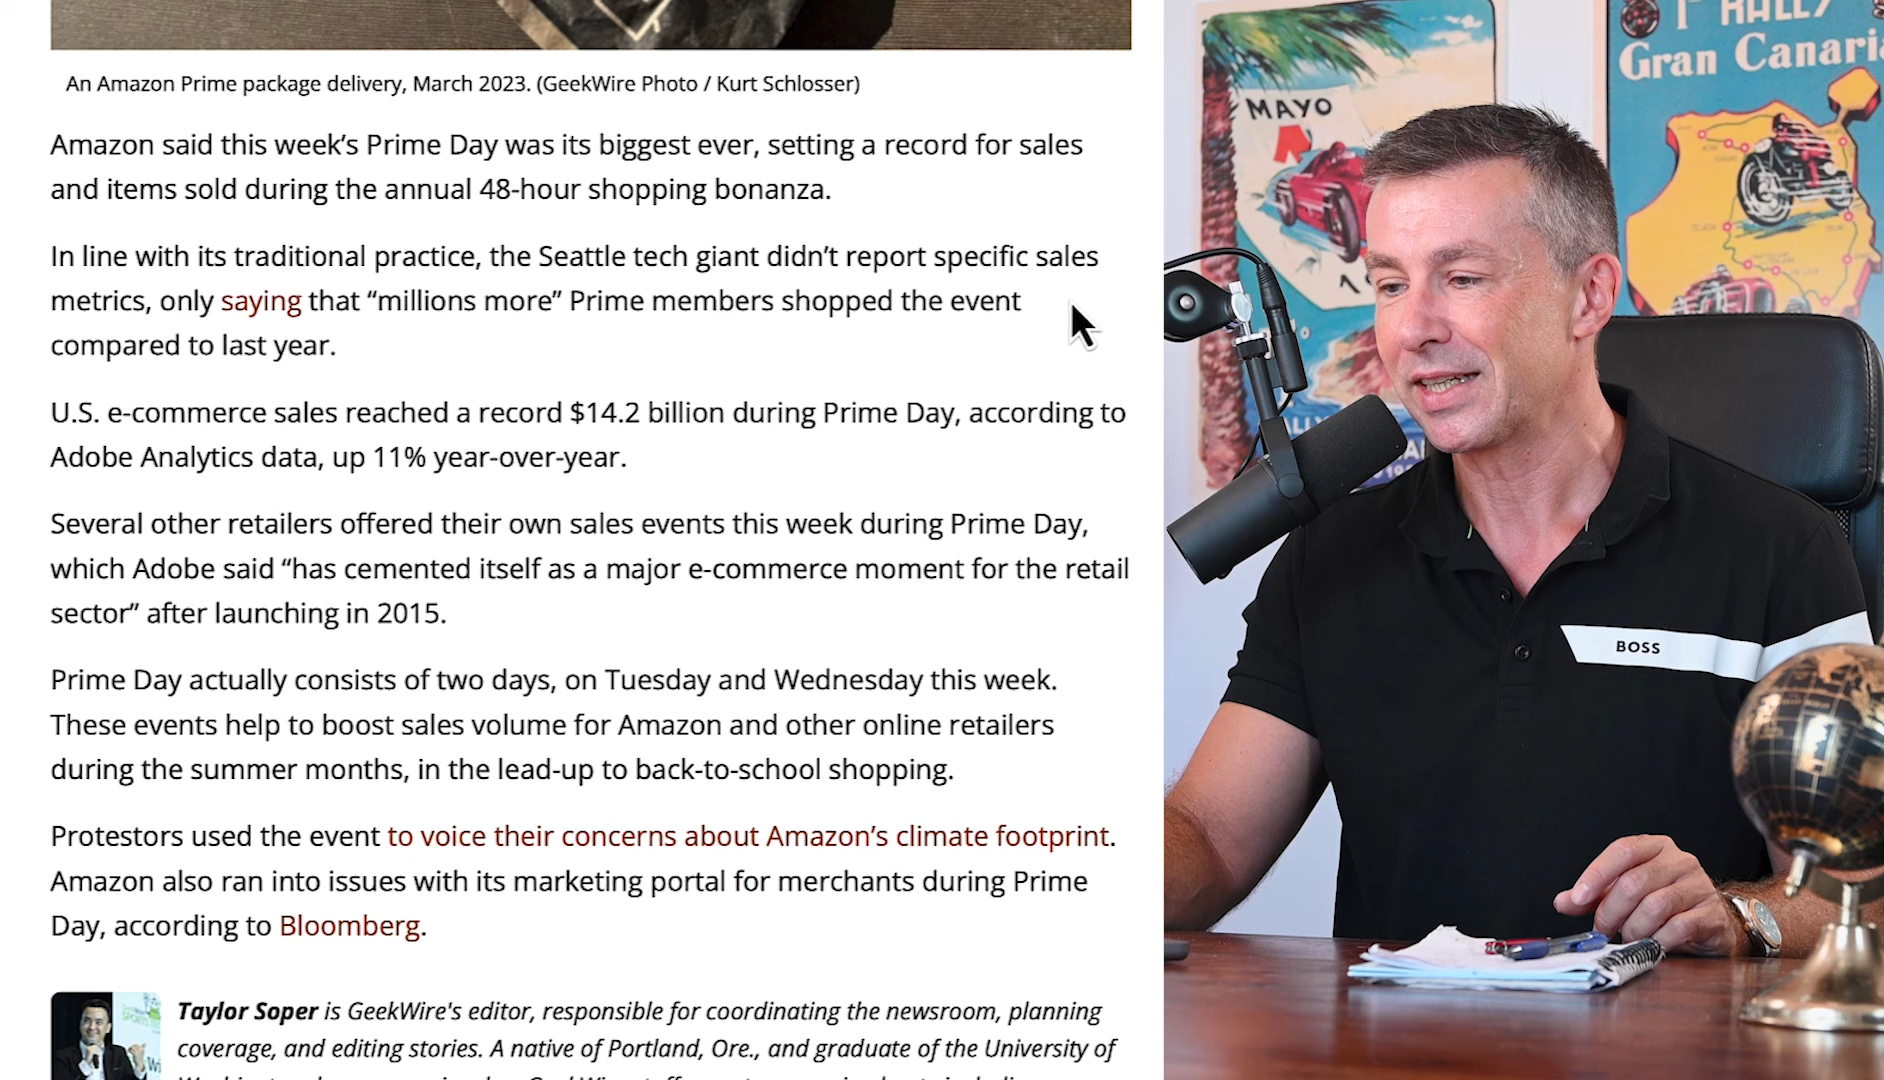 An Amazon Prime package delivery, March 2023. (GeekWire Photo / Kurt Schlosser)
Amazon said this week’s Prime Day was its biggest ever, setting a record for sales
and items sold during the annual 48-hour shopping bonanza.
In line with its traditional practice, the Seattle tech giant didn’t report specific sales
metrics, only saying that “millions more” Prime members shopped the event
compared to last year.
U.S. e-commerce sales reached a record $14.2 billion during Prime Day, according to
Adobe Analytics data, up 11% year-over-year.
Several other retailers offered their own sales events this week during Prime Day,
which Adobe said “has cemented itself as a major e-commerce moment for the retail
sector” after launching in 2015.
Prime Day actually consists of two days, on Tuesday and Wednesday this week.
These events help to boost sales volume for Amazon and other online retailers
during the summer months, in the lead-up to back-to-school shopping.
Protestors used the event to voice their concerns about Amazon’s climate footprint.
Amazon also ran into issues with its marketing portal for merchants during Prime
Day, according to Bloomberg.
Taylor Soper is GeekWire's editor, responsible for coordinating the newsroom, planning
coverage, and editing stories. A native of Portland, Ore., and graduate of the University of
MAYO
RALLY
Gran Canaria
BOSS